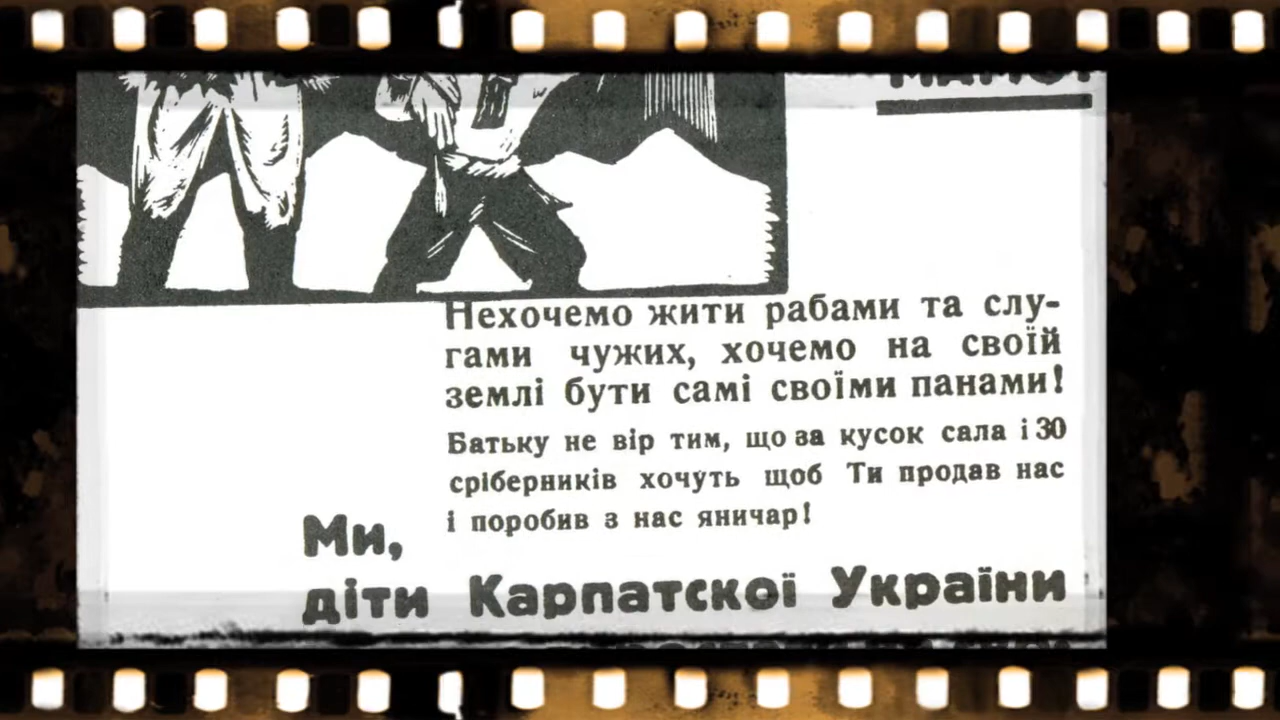 Нехочемо жити рабами та слу-
гами чужих, хочемо на своїй
землі бути самі своїми панами!
Батьку не вір тим, що за кусок сала і 30
срібернивів хочуть щоб Ти продав нас
і поробив з нас яничар!
Ми,
діти Карпатскої України